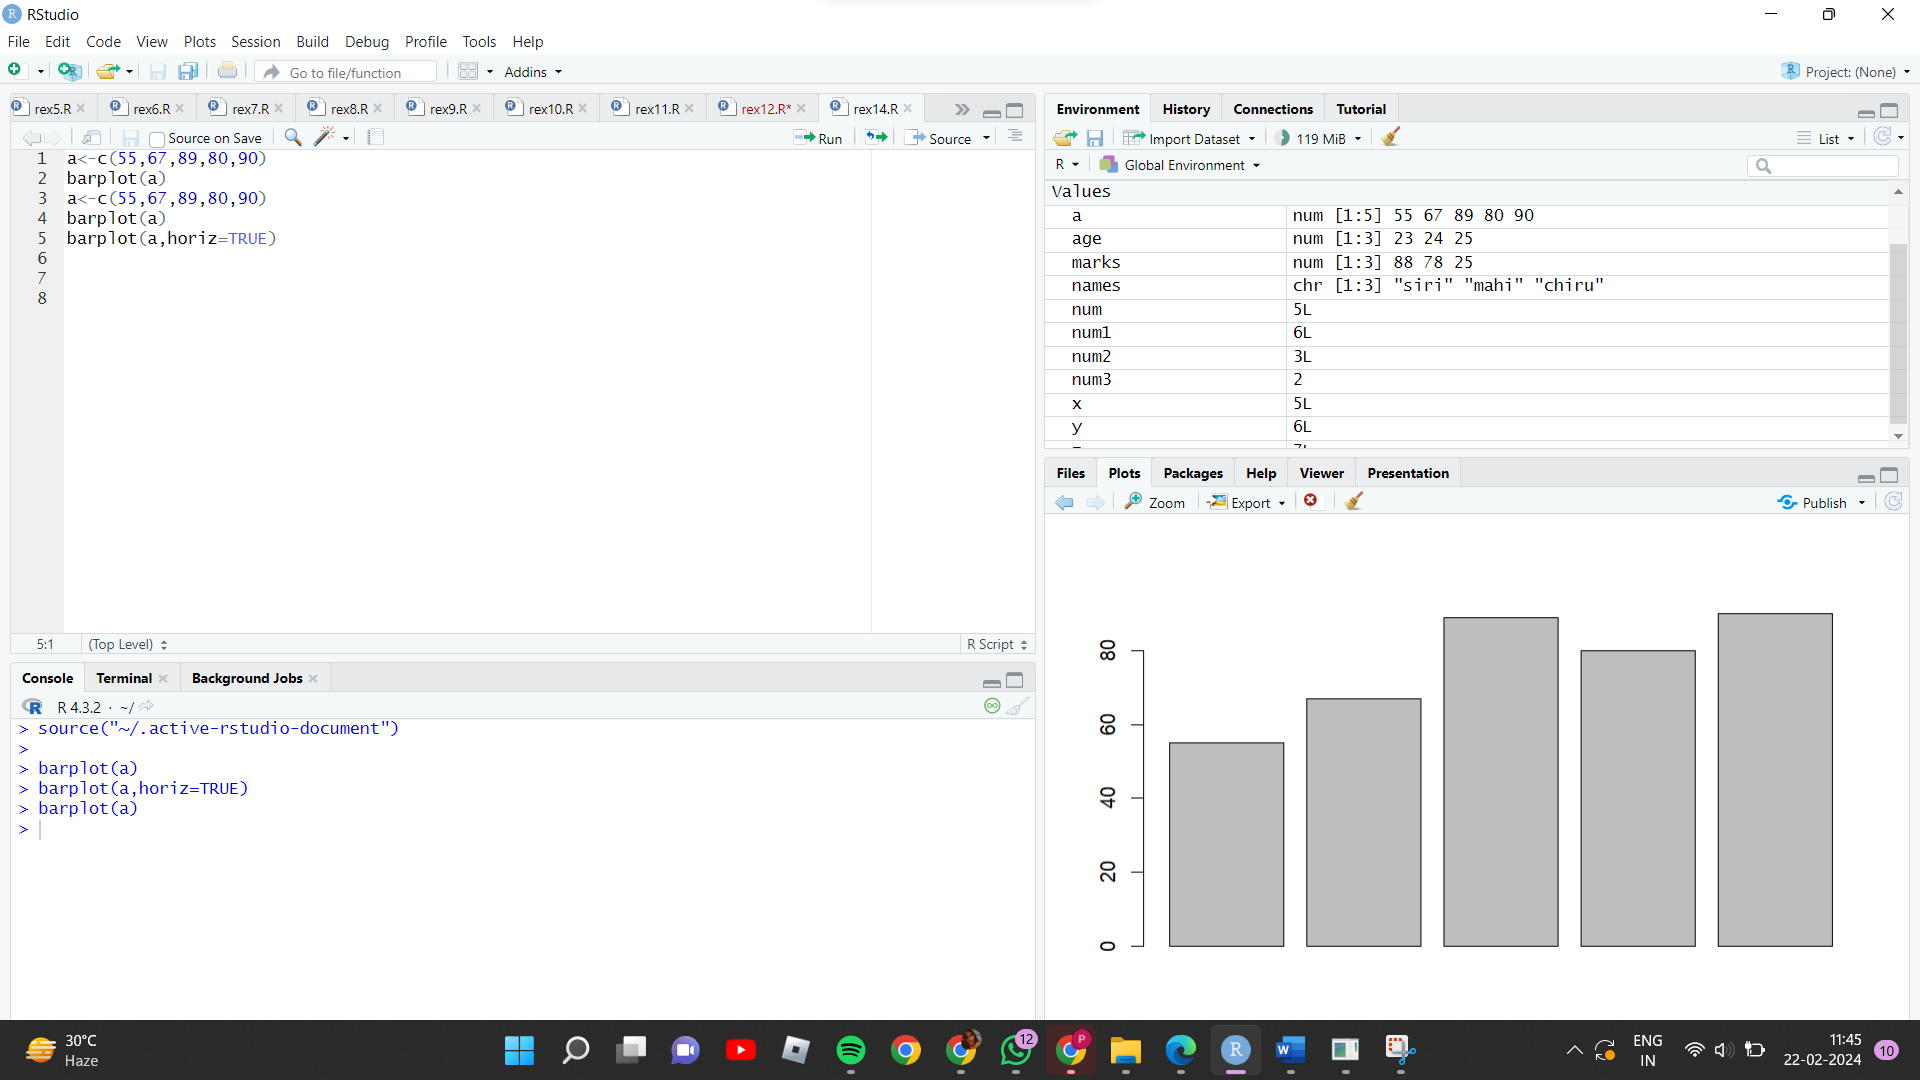 RStudio
File Edit Code View Plots Session Build Debug Profile Tools Help
Go to file/function Addins Project: (None)
rex5.R rex6.R rex7.R rex8.R rex9.R rex10.R rex11.R rex12.R* rex14.R
Source on Save Run Source
1 a<-c(55,67,89,80,90)
2 barplot(a)
3 a<-c(55,67,89,80,90)
4 barplot(a)
5 barplot(a,horiz=TRUE)
6
7
8
5:1 (Top Level) R Script
Console Terminal Background Jobs
R 4.3.2 · ~/
> source("~/.active-rstudio-document")
>
> barplot(a)
> barplot(a,horiz=TRUE)
> barplot(a)
>
Environment History Connections Tutorial
Import Dataset 119 MiB List
R Global Environment
Values
a num [1:5] 55 67 89 80 90
age num [1:3] 23 24 25
marks num [1:3] 88 78 25
names chr [1:3] "siri" "mahi" "chiru"
num 5L
num1 6L
num2 3L
num3 2
x 5L
y 6L
Files Plots Packages Help Viewer Presentation
Zoom Export Publish
80
60
40
20
0
30°C
Haze
12
P
ENG
IN
11:45
22-02-2024
10